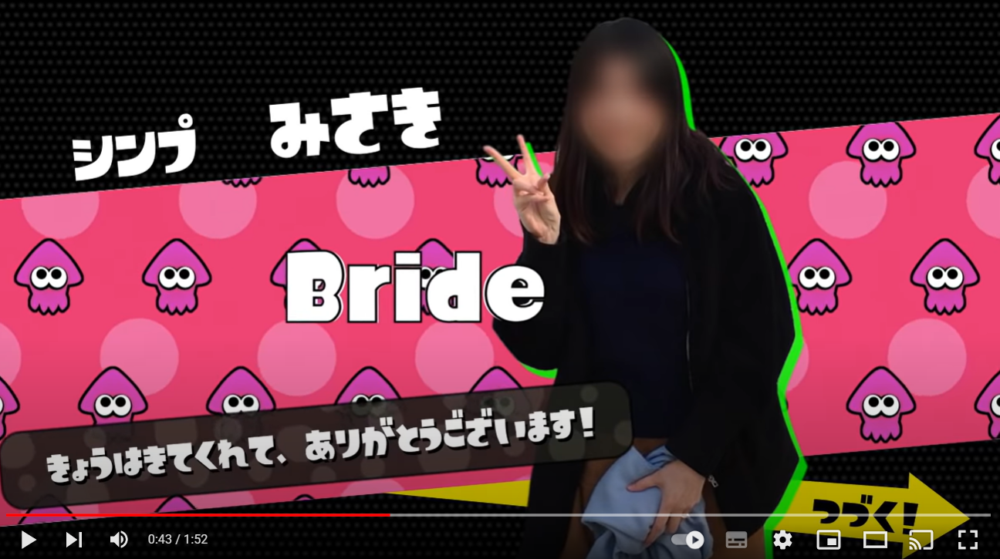 シンプ みさき
Bride
きょうはきてくれて、ありがとうございます!
つづく!
0:43 / 1:52